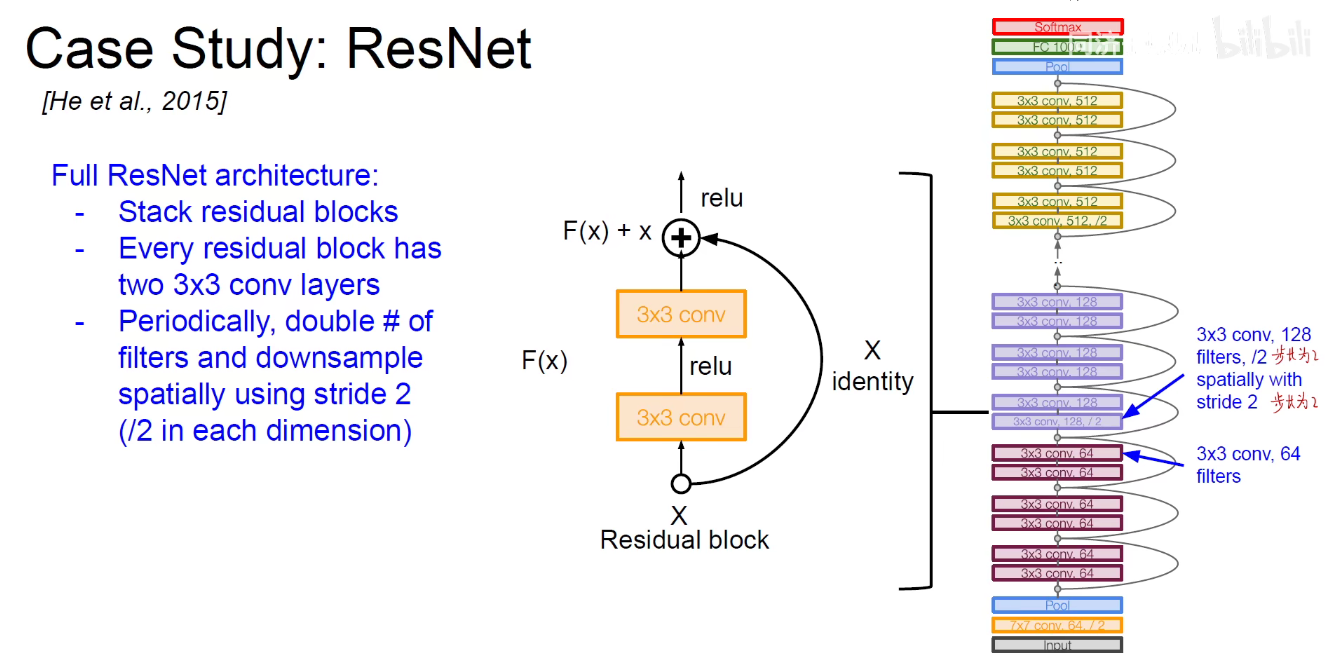 Case Study: ResNet
[He et al., 2015]
Full ResNet architecture:
- Stack residual blocks
- Every residual block has
two 3x3 conv layers
- Periodically, double # of
filters and downsample
spatially using stride 2
(/2 in each dimension)
relu
F(x) + x
3x3 conv
F(x)
relu
X
identity
3x3 conv
X
Residual block
Softmax
FC 100
Pool
3x3 conv, 512
3x3 conv, 512
3x3 conv, 512
3x3 conv, 512
3x3 conv, 512
3x3 conv, 512, /2
..
3x3 conv, 128
3x3 conv, 128
3x3 conv, 128
3x3 conv, 128
3x3 conv, 128
3x3 conv, 128, / 2
3x3 conv, 64
3x3 conv, 64
3x3 conv, 64
3x3 conv, 64
3x3 conv, 64
3x3 conv, 64
Pool
7x7 conv, 64, / 2
Input
3x3 conv, 128
filters, /2 步长为2
spatially with
stride 2 步长为2
3x3 conv, 64
filters
bilibili